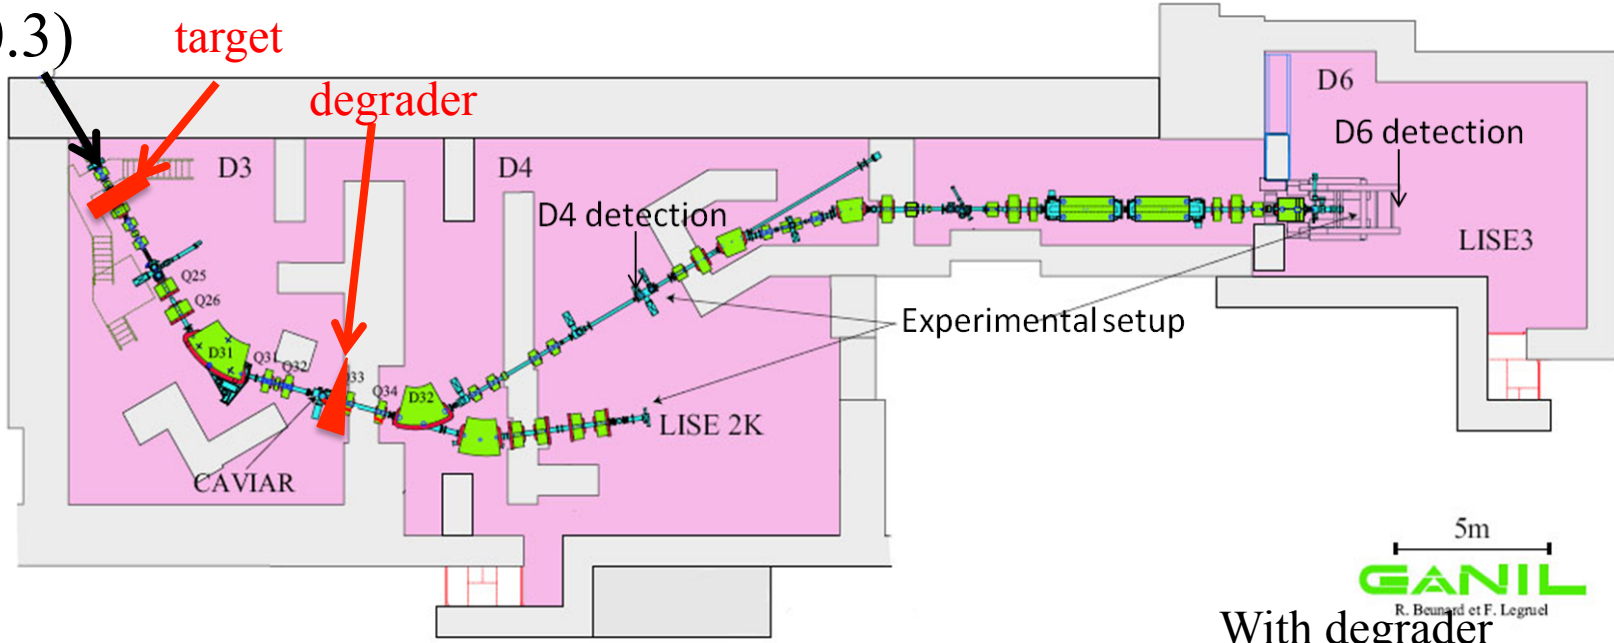 0.3)
target
degrader
D3
D4
D6
D6 detection
D4 detection
LISE3
Q25
Q26
D31
Q31
Q32
Q34
D32
Experimental setup
LISE 2K
CAVIAR
5m
GANIL
R. Beunard et F. Legruel
With degrader